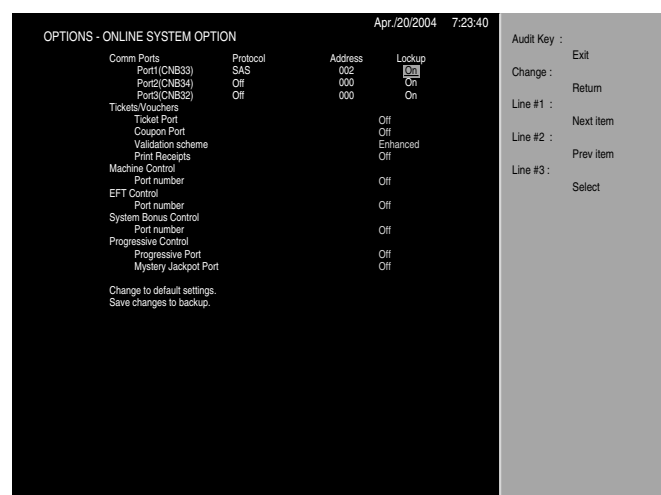 Apr./20/2004 7:23:40
OPTIONS - ONLINE SYSTEM OPTION
Comm Ports Protocol Address Lockup
Port1(CNB33) SAS 002 On
Port2(CNB34) Off 000 On
Port3(CNB32) Off 000 On
Tickets/Vouchers
Ticket Port Off
Coupon Port Off
Validation scheme Enhanced
Print Receipts Off
Machine Control
Port number Off
EFT Control
Port number Off
System Bonus Control
Port number Off
Progressive Control
Progressive Port Off
Mystery Jackpot Port Off
Change to default settings.
Save changes to backup.
Audit Key :
Exit
Change :
Return
Line #1 :
Next item
Line #2 :
Prev item
Line #3 :
Select